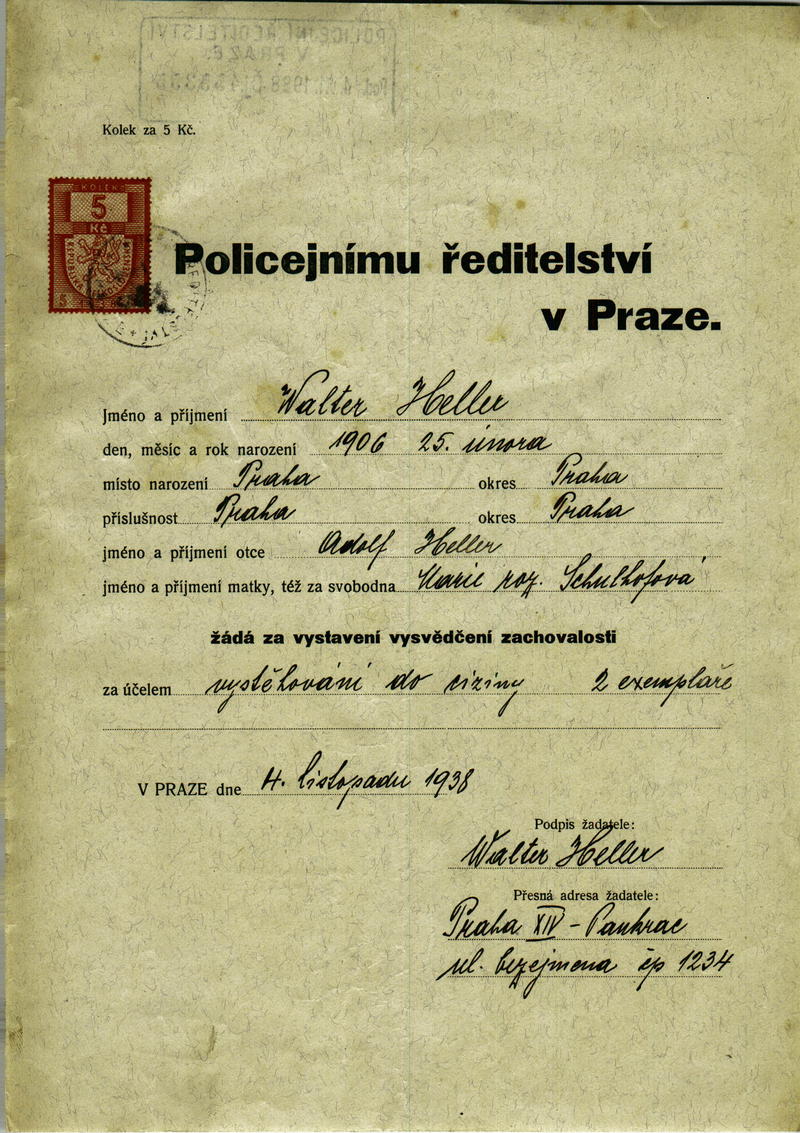 POLICEJNÍ ŘEDITELSTVÍ
V PRAZE.
1938
Kolek za 5 Kč.
KOLEK
5
Kč
5
Policejnímu ředitelství
v Praze.
Jméno a příjmení Walter Heller
den, měsíc a rok narození 1906 25. února
místo narození Praha okres Praha
příslušnost Praha okres Praha
jméno a příjmení otce Adolf Heller
jméno a příjmení matky, též za svobodna Marie roz. Schulhofová
žádá za vystavení vysvědčení zachovalosti
za účelem vystěhování do ciziny 2 exempláře
V PRAZE dne 4. listopadu 1938
Podpis žadatele:
Walter Heller
Přesná adresa žadatele:
Praha XIV - Pankrac
ul. bezejmena čp 1234